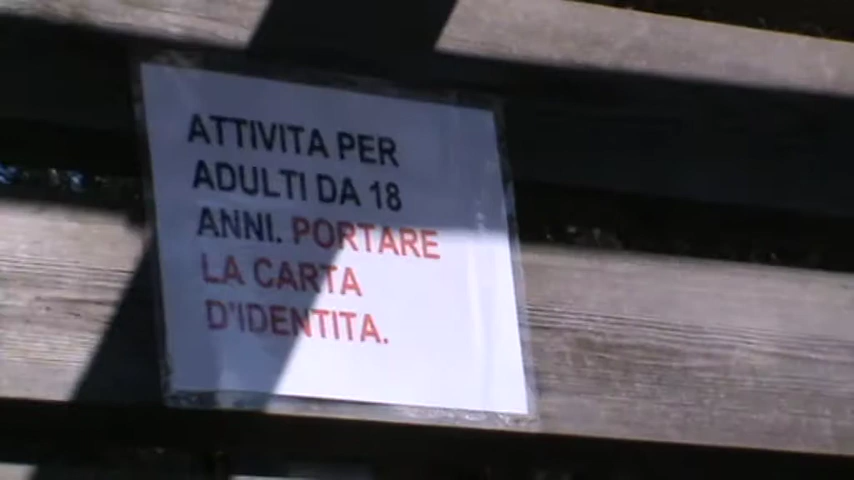 ATTIVITA PER
ADULTI DA 18
ANNI. PORTARE
LA CARTA
D'IDENTITA.